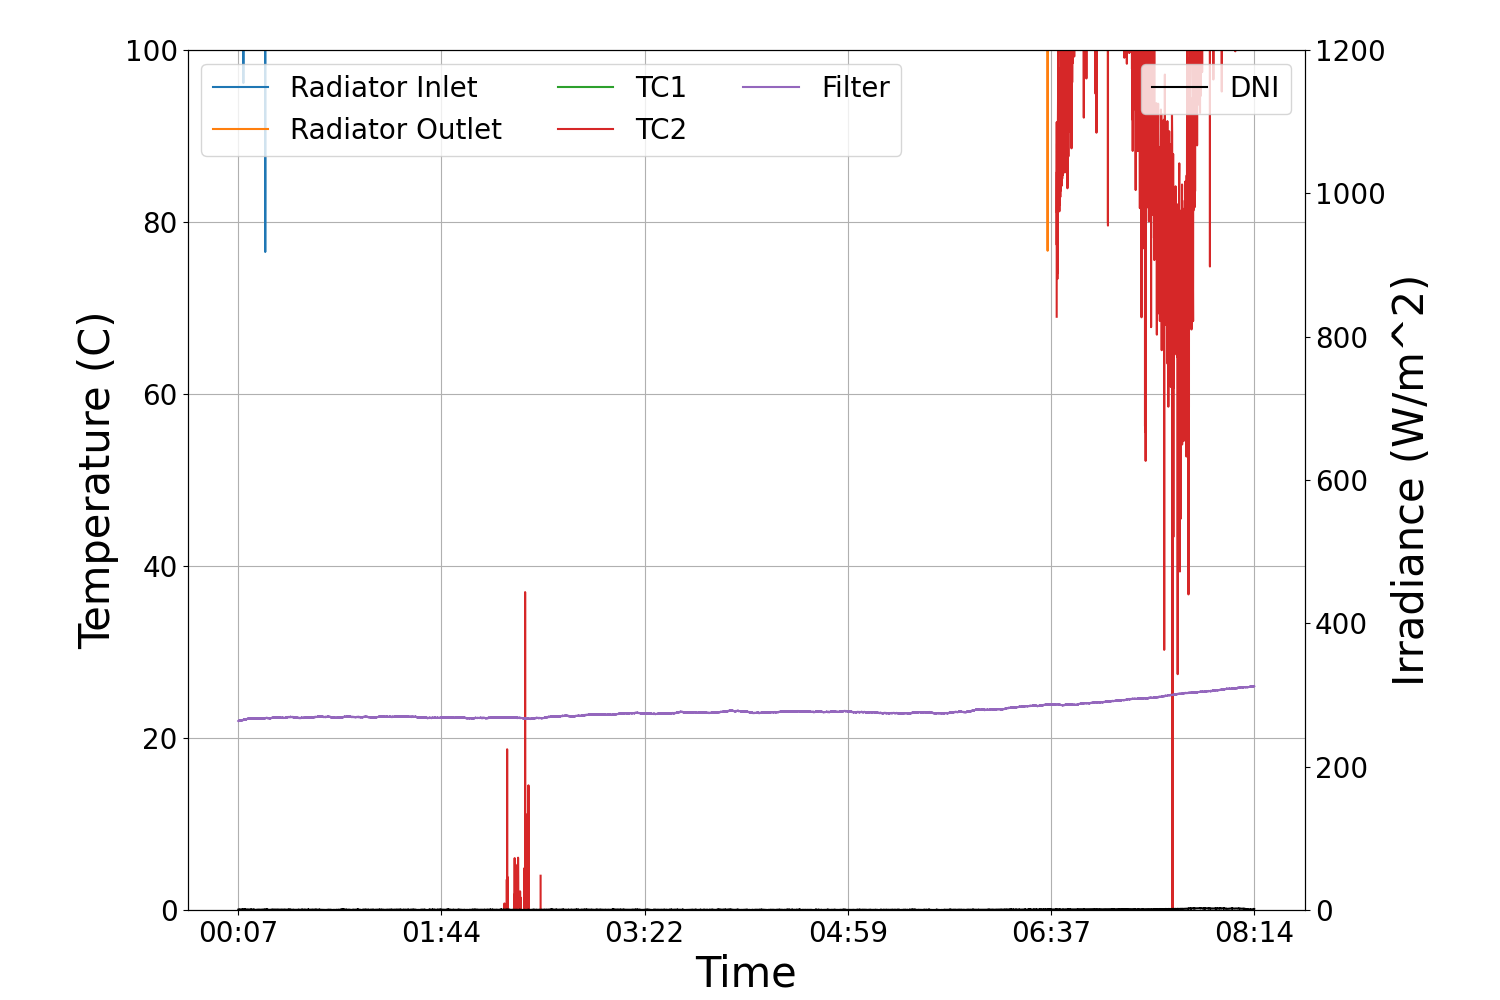 Radiator Inlet
Radiator Outlet
TC1
TC2
Filter
DNI
100
80
60
40
20
0
Temperature (C)
1200
1000
800
600
400
200
0
Irradiance (W/m^2)
00:07 01:44 03:22 04:59 06:37 08:14
Time